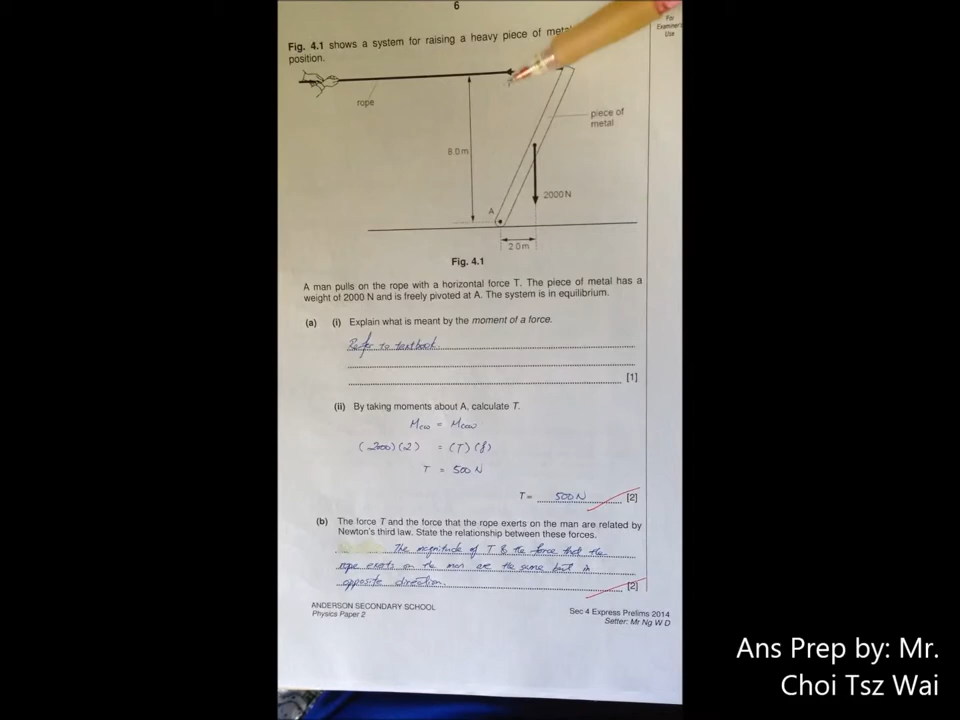 6
For
Examiner's
Use
Fig. 4.1 shows a system for raising a heavy piece of metal
position.
rope
piece of
metal
8.0 m
2000 N
A
2.0 m
Fig. 4.1
A man pulls on the rope with a horizontal force T. The piece of metal has a
weight of 2000 N and is freely pivoted at A. The system is in equilibrium.
(a) (i) Explain what is meant by the moment of a force.
Refer to textbook.
[1]
(ii) By taking moments about A, calculate T.
Mcw = Mccw
(2000)(2) = (T)(8)
T = 500 N
T = 500 N [2]
(b) The force T and the force that the rope exerts on the man are related by
Newton's third law. State the relationship between these forces.
The magnitude of T & the force that the
rope exerts on the man are the same but in
opposite direction. [2]
ANDERSON SECONDARY SCHOOL
Physics Paper 2
Sec 4 Express Prelims 2014
Setter: Mr Ng W D
Ans Prep by: Mr.
Choi Tsz Wai